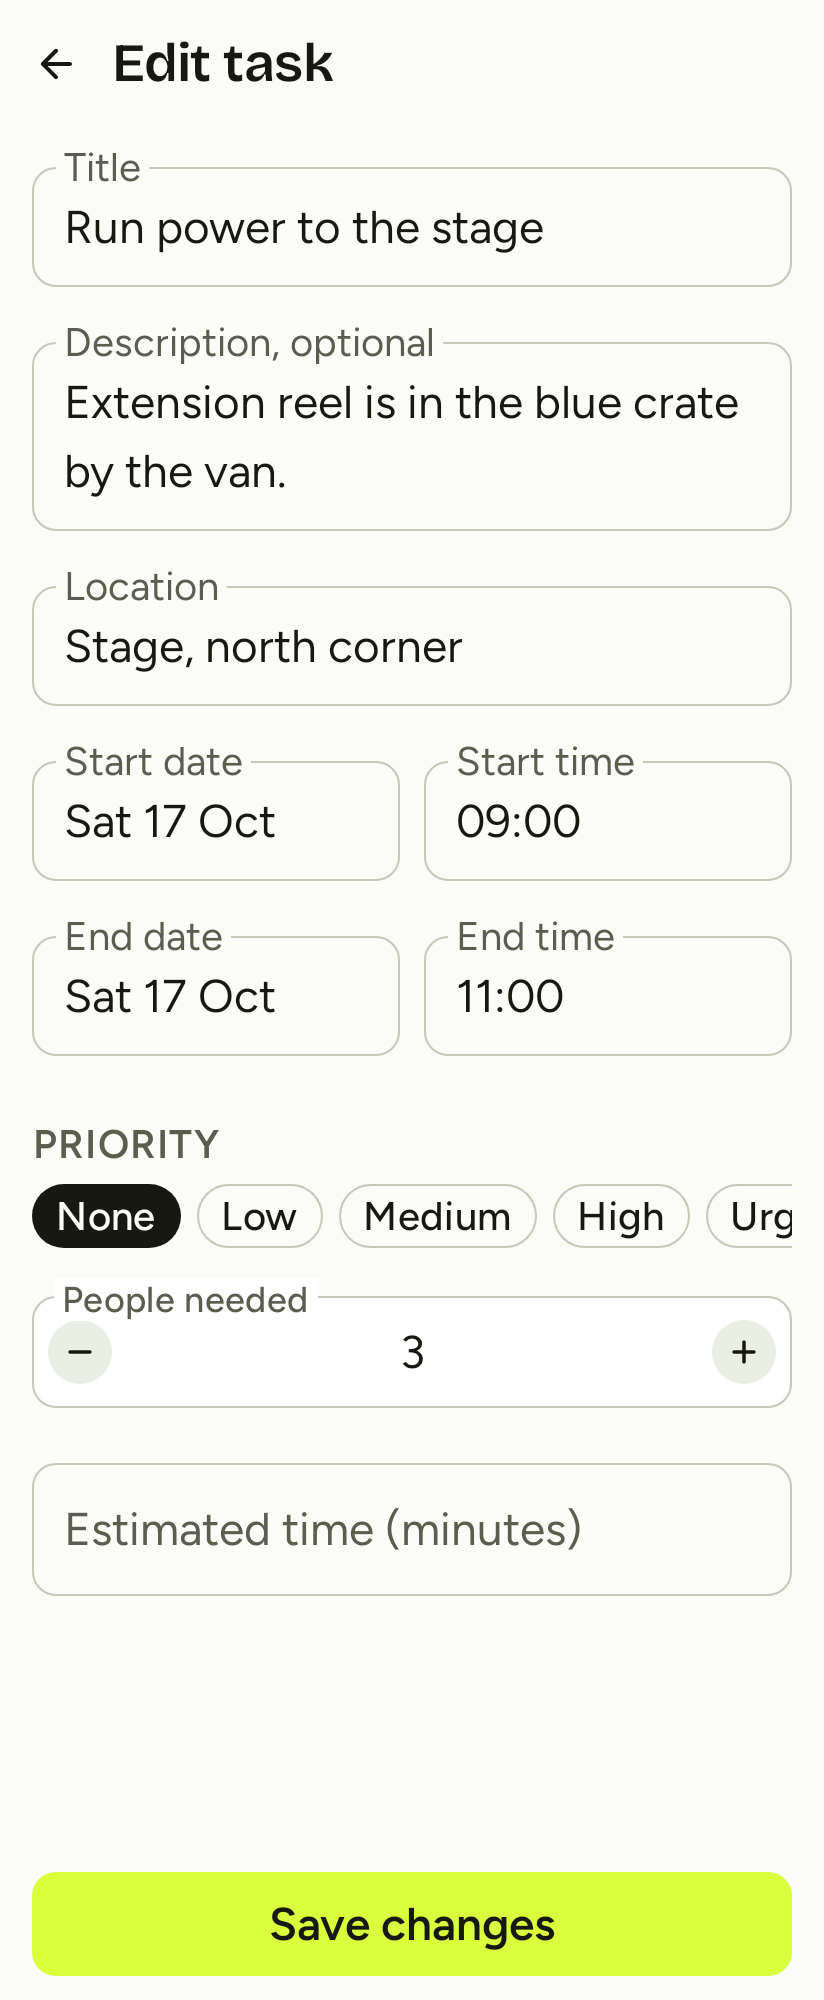 Edit task
Title
Run power to the stage
Description, optional
Extension reel is in the blue crate
by the van.
Location
Stage, north corner
Start date
Start time
Sat 17 Oct
09:00
End date
End time
Sat 17 Oct
11:00
PRIORITY
None Low Medium High
People needed
3
Estimated time (minutes)
Save changes